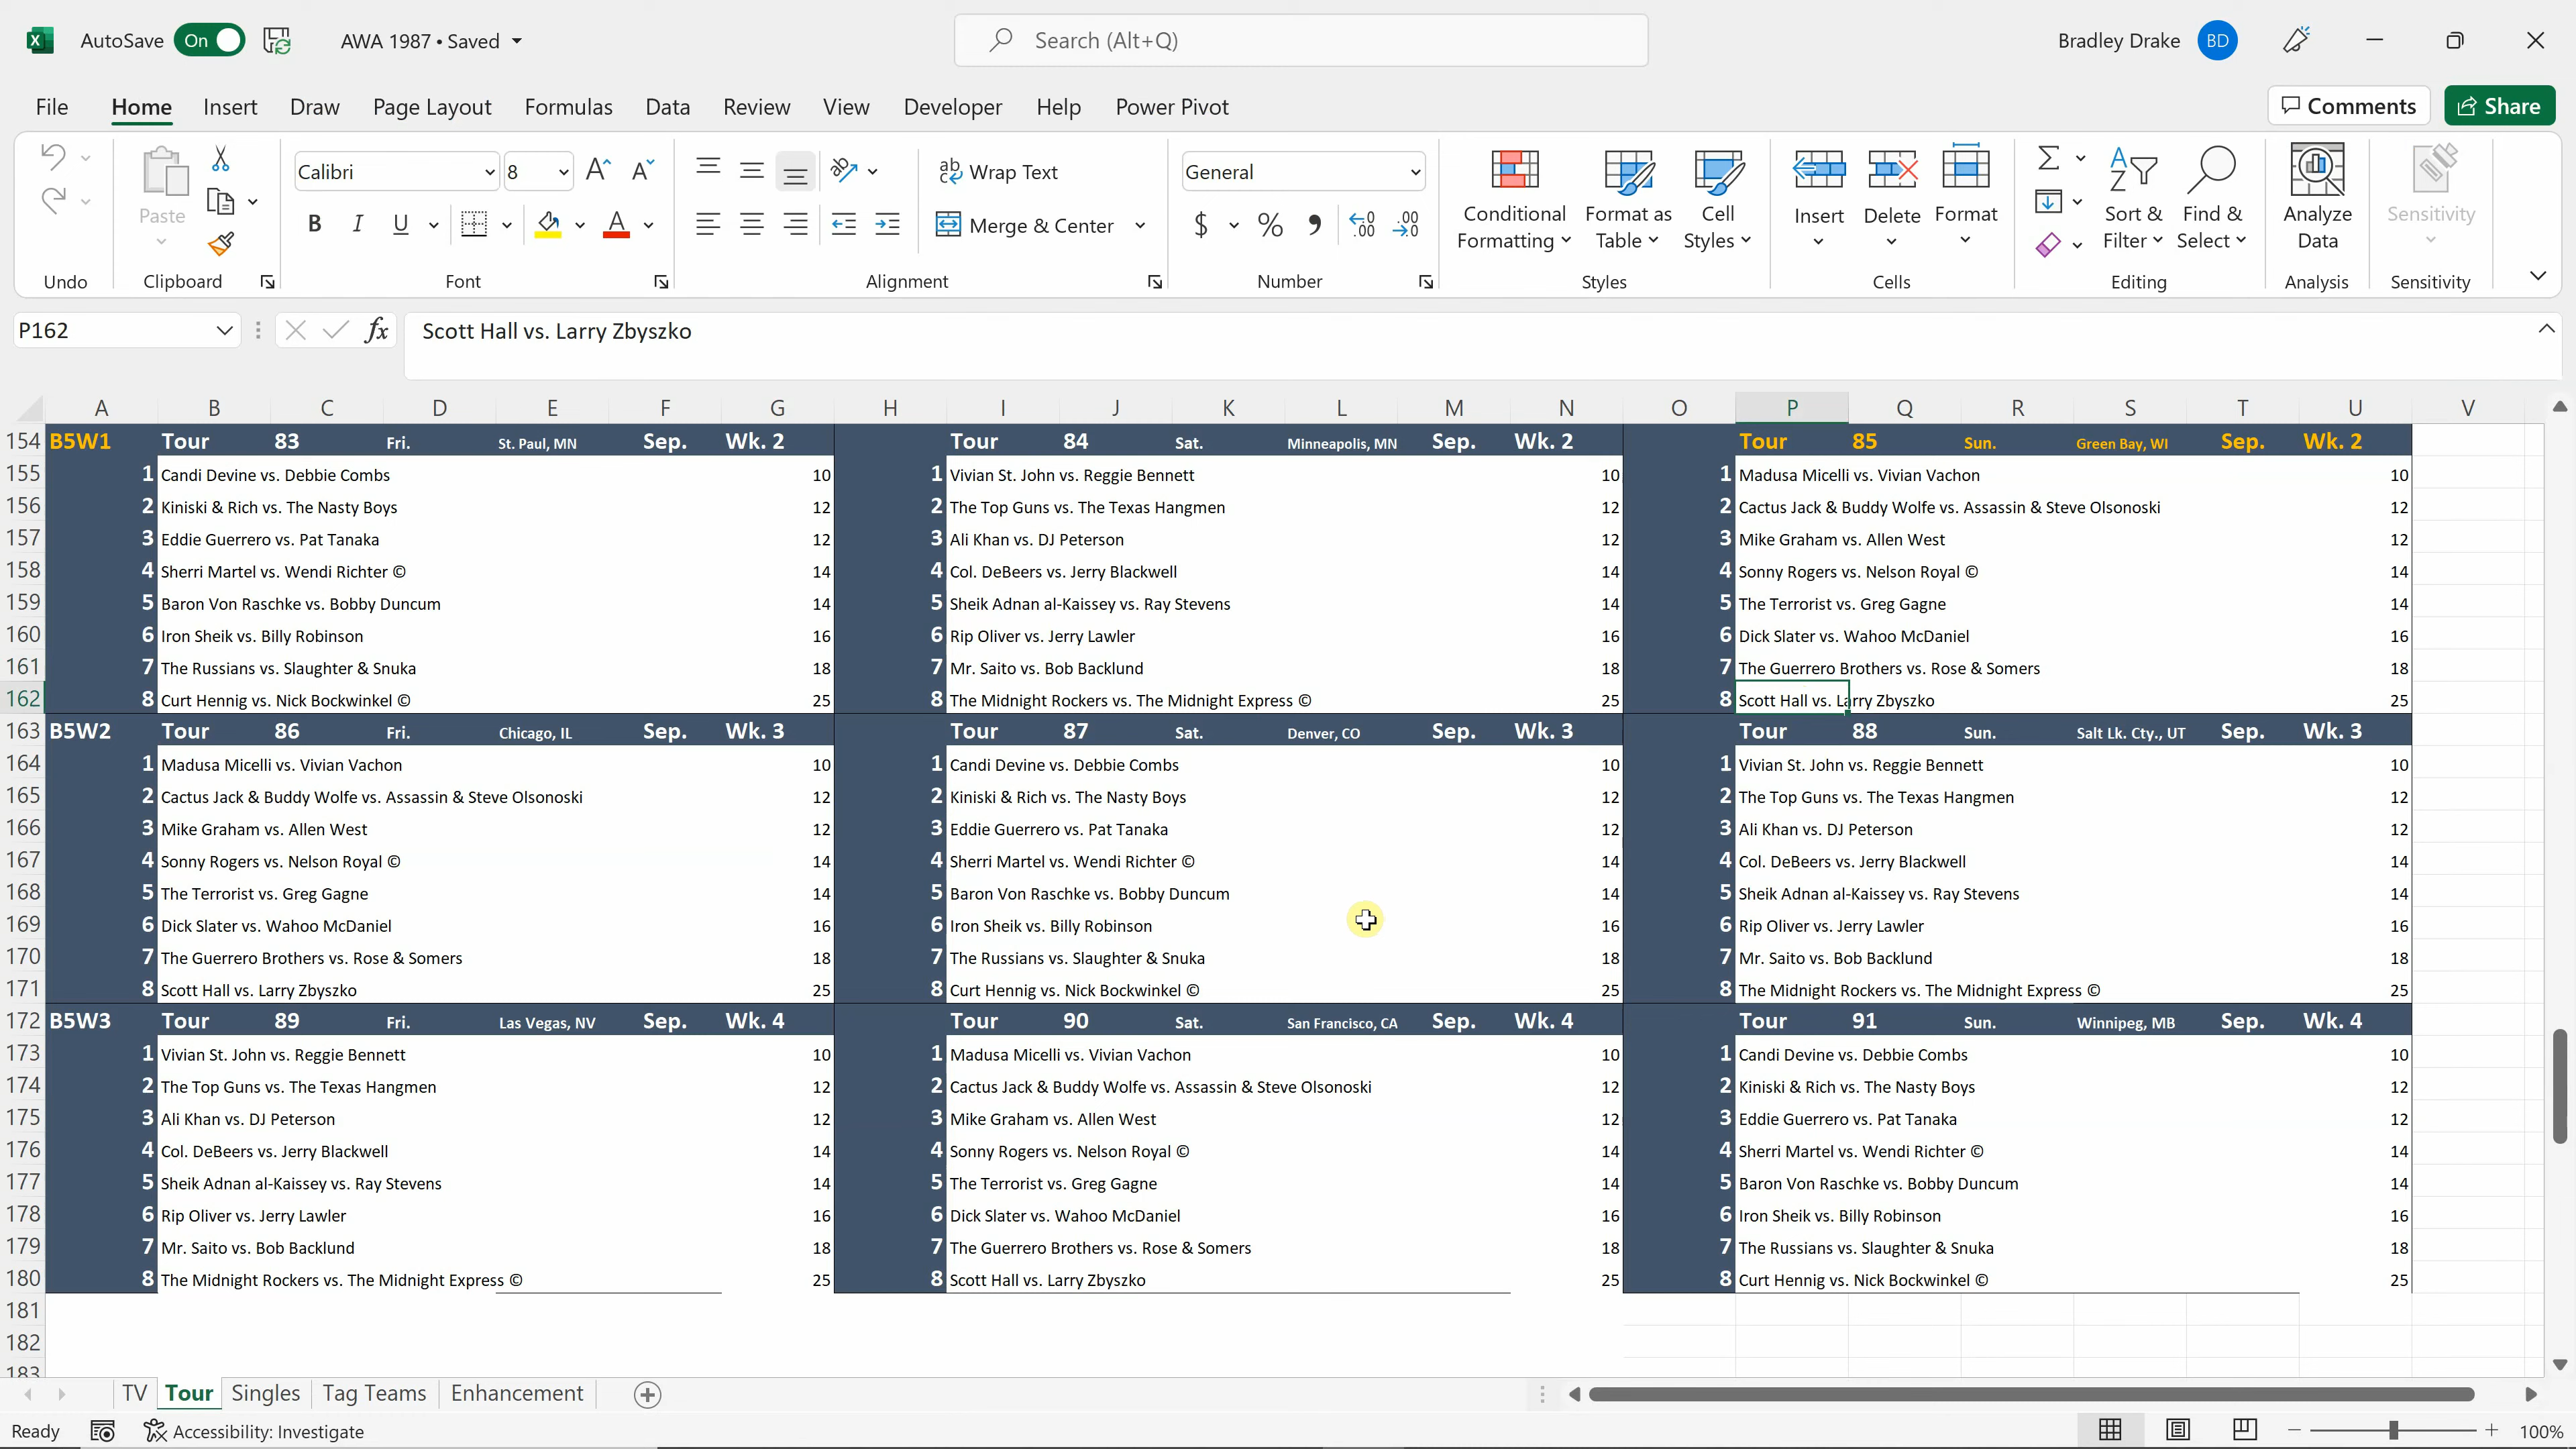 AutoSave On AWA 1987 • Saved Search (Alt+Q) Bradley Drake BD
File Home Insert Draw Page Layout Formulas Data Review View Developer Help Power Pivot Comments Share
Calibri 8 Wrap Text General
Paste Merge & Center Conditional Formatting Format as Table Cell Styles Insert Delete Format Sort & Filter Find & Select Analyze Data Sensitivity
Undo Clipboard Font Alignment Number Styles Cells Editing Analysis Sensitivity
P162 fx Scott Hall vs. Larry Zbyszko
A B C D E F G H I J K L M N O P Q R S T U V
154 B5W1 Tour 83 Fri. St. Paul, MN Sep. Wk. 2 Tour 84 Sat. Minneapolis, MN Sep. Wk. 2 Tour 85 Sun. Green Bay, WI Sep. Wk. 2
155 1 Candi Devine vs. Debbie Combs 10 1 Vivian St. John vs. Reggie Bennett 10 1 Madusa Micelli vs. Vivian Vachon 10
156 2 Kiniski & Rich vs. The Nasty Boys 12 2 The Top Guns vs. The Texas Hangmen 12 2 Cactus Jack & Buddy Wolfe vs. Assassin & Steve Olsonoski 12
157 3 Eddie Guerrero vs. Pat Tanaka 12 3 Ali Khan vs. DJ Peterson 12 3 Mike Graham vs. Allen West 12
158 4 Sherri Martel vs. Wendi Richter © 14 4 Col. DeBeers vs. Jerry Blackwell 14 4 Sonny Rogers vs. Nelson Royal © 14
159 5 Baron Von Raschke vs. Bobby Duncum 14 5 Sheik Adnan al-Kaissey vs. Ray Stevens 14 5 The Terrorist vs. Greg Gagne 14
160 6 Iron Sheik vs. Billy Robinson 16 6 Rip Oliver vs. Jerry Lawler 16 6 Dick Slater vs. Wahoo McDaniel 16
161 7 The Russians vs. Slaughter & Snuka 18 7 Mr. Saito vs. Bob Backlund 18 7 The Guerrero Brothers vs. Rose & Somers 18
162 8 Curt Hennig vs. Nick Bockwinkel © 25 8 The Midnight Rockers vs. The Midnight Express © 25 8 Scott Hall vs. Larry Zbyszko 25
163 B5W2 Tour 86 Fri. Chicago, IL Sep. Wk. 3 Tour 87 Sat. Denver, CO Sep. Wk. 3 Tour 88 Sun. Salt Lk. Cty., UT Sep. Wk. 3
164 1 Madusa Micelli vs. Vivian Vachon 10 1 Candi Devine vs. Debbie Combs 10 1 Vivian St. John vs. Reggie Bennett 10
165 2 Cactus Jack & Buddy Wolfe vs. Assassin & Steve Olsonoski 12 2 Kiniski & Rich vs. The Nasty Boys 12 2 The Top Guns vs. The Texas Hangmen 12
166 3 Mike Graham vs. Allen West 12 3 Eddie Guerrero vs. Pat Tanaka 12 3 Ali Khan vs. DJ Peterson 12
167 4 Sonny Rogers vs. Nelson Royal © 14 4 Sherri Martel vs. Wendi Richter © 14 4 Col. DeBeers vs. Jerry Blackwell 14
168 5 The Terrorist vs. Greg Gagne 14 5 Baron Von Raschke vs. Bobby Duncum 14 5 Sheik Adnan al-Kaissey vs. Ray Stevens 14
169 6 Dick Slater vs. Wahoo McDaniel 16 6 Iron Sheik vs. Billy Robinson 16 6 Rip Oliver vs. Jerry Lawler 16
170 7 The Guerrero Brothers vs. Rose & Somers 18 7 The Russians vs. Slaughter & Snuka 18 7 Mr. Saito vs. Bob Backlund 18
171 8 Scott Hall vs. Larry Zbyszko 25 8 Curt Hennig vs. Nick Bockwinkel © 25 8 The Midnight Rockers vs. The Midnight Express © 25
172 B5W3 Tour 89 Fri. Las Vegas, NV Sep. Wk. 4 Tour 90 Sat. San Francisco, CA Sep. Wk. 4 Tour 91 Sun. Winnipeg, MB Sep. Wk. 4
173 1 Vivian St. John vs. Reggie Bennett 10 1 Madusa Micelli vs. Vivian Vachon 10 1 Candi Devine vs. Debbie Combs 10
174 2 The Top Guns vs. The Texas Hangmen 12 2 Cactus Jack & Buddy Wolfe vs. Assassin & Steve Olsonoski 12 2 Kiniski & Rich vs. The Nasty Boys 12
175 3 Ali Khan vs. DJ Peterson 12 3 Mike Graham vs. Allen West 12 3 Eddie Guerrero vs. Pat Tanaka 12
176 4 Col. DeBeers vs. Jerry Blackwell 14 4 Sonny Rogers vs. Nelson Royal © 14 4 Sherri Martel vs. Wendi Richter © 14
177 5 Sheik Adnan al-Kaissey vs. Ray Stevens 14 5 The Terrorist vs. Greg Gagne 14 5 Baron Von Raschke vs. Bobby Duncum 14
178 6 Rip Oliver vs. Jerry Lawler 16 6 Dick Slater vs. Wahoo McDaniel 16 6 Iron Sheik vs. Billy Robinson 16
179 7 Mr. Saito vs. Bob Backlund 18 7 The Guerrero Brothers vs. Rose & Somers 18 7 The Russians vs. Slaughter & Snuka 18
180 8 The Midnight Rockers vs. The Midnight Express © 25 8 Scott Hall vs. Larry Zbyszko 25 8 Curt Hennig vs. Nick Bockwinkel © 25
181
182
183
TV Tour Singles Tag Teams Enhancement
Ready Accessibility: Investigate 100%